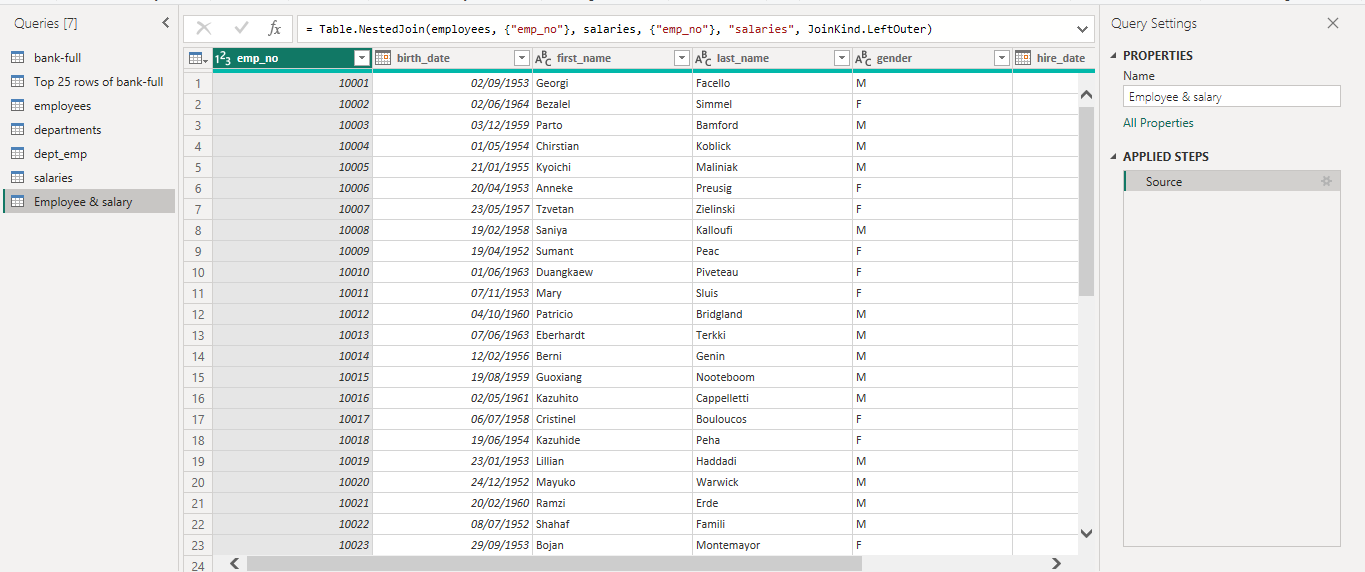 Queries [7]
bank-full
Top 25 rows of bank-full
employees
departments
dept_emp
salaries
Employee & salary
fx = Table.NestedJoin(employees, {"emp_no"}, salaries, {"emp_no"}, "salaries", JoinKind.LeftOuter)
123 emp_no birth_date ABC first_name ABC last_name ABC gender hire_date
1 10001 02/09/1953 Georgi Facello M
2 10002 02/06/1964 Bezalel Simmel F
3 10003 03/12/1959 Parto Bamford M
4 10004 01/05/1954 Chirstian Koblick M
5 10005 21/01/1955 Kyoichi Maliniak M
6 10006 20/04/1953 Anneke Preusig F
7 10007 23/05/1957 Tzvetan Zielinski F
8 10008 19/02/1958 Saniya Kalloufi M
9 10009 19/04/1952 Sumant Peac F
10 10010 01/06/1963 Duangkaew Piveteau F
11 10011 07/11/1953 Mary Sluis F
12 10012 04/10/1960 Patricio Bridgland M
13 10013 07/06/1963 Eberhardt Terkki M
14 10014 12/02/1956 Berni Genin M
15 10015 19/08/1959 Guoxiang Nooteboom M
16 10016 02/05/1961 Kazuhito Cappelletti M
17 10017 06/07/1958 Cristinel Bouloucos F
18 10018 19/06/1954 Kazuhide Peha F
19 10019 23/01/1953 Lillian Haddadi M
20 10020 24/12/1952 Mayuko Warwick M
21 10021 20/02/1960 Ramzi Erde M
22 10022 08/07/1952 Shahaf Famili M
23 10023 29/09/1953 Bojan Montemayor F
24
Query Settings
PROPERTIES
Name
Employee & salary
All Properties
APPLIED STEPS
Source